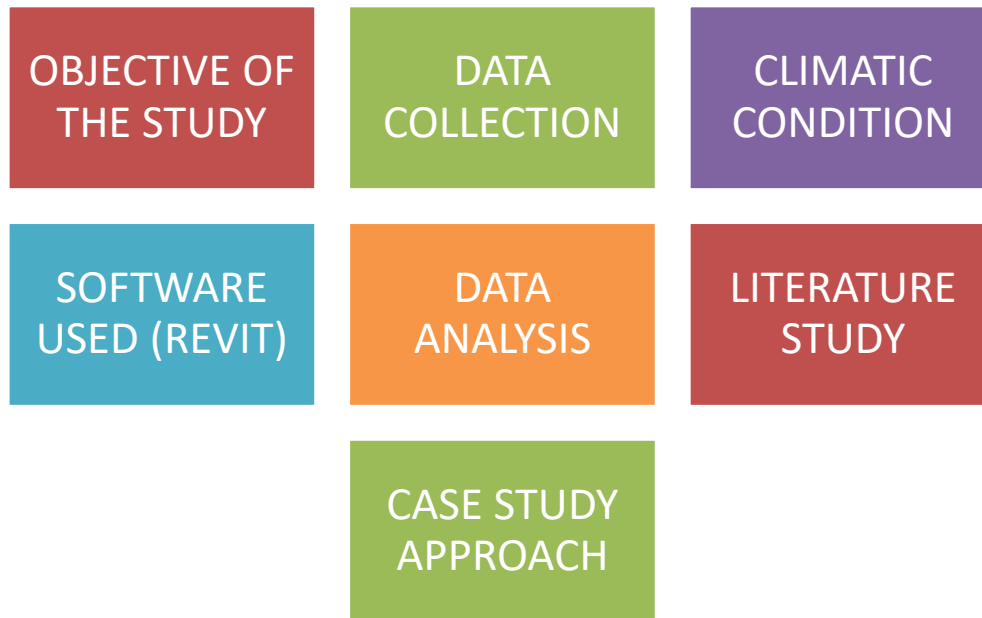 OBJECTIVE OF
THE STUDY
DATA
COLLECTION
CLIMATIC
CONDITION
SOFTWARE
USED (REVIT)
DATA
ANALYSIS
LITERATURE
STUDY
CASE STUDY
APPROACH